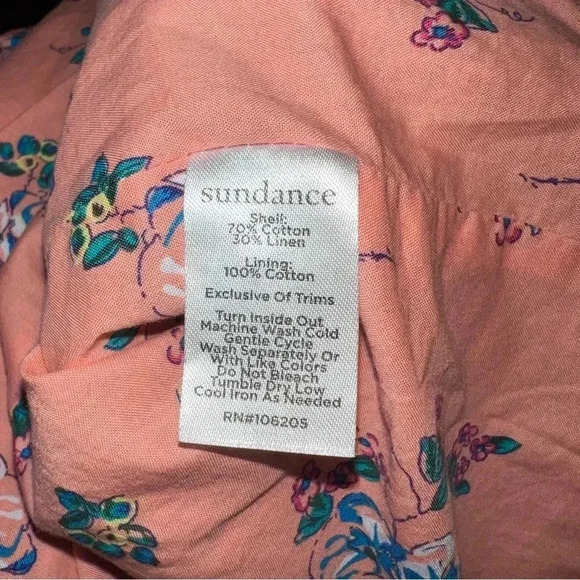 sundance
Shell:
70% Cotton
30% Linen
Lining:
100% Cotton
Exclusive Of Trims
Turn Inside Out
Machine Wash Cold
Gentle Cycle
Wash Separately Or
With Like Colors
Do Not Bleach
Tumble Dry Low
Cool Iron As Needed
RN#106205